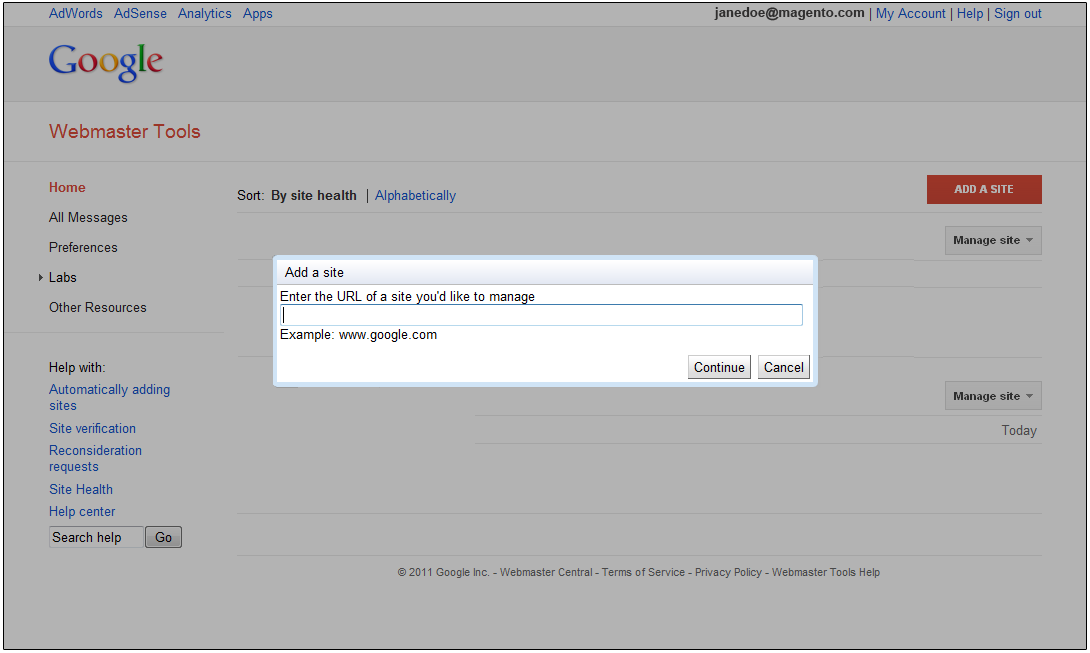 AdWords AdSense Analytics Apps
janedoe@magento.com | My Account | Help | Sign out
Google
Webmaster Tools
Home
All Messages
Preferences
Labs
Other Resources
Help with:
Automatically adding
sites
Site verification
Reconsideration
requests
Site Health
Help center
Search help Go
Sort: By site health | Alphabetically
ADD A SITE
Manage site
Add a site
Enter the URL of a site you'd like to manage
Example: www.google.com
Continue Cancel
Manage site
Today
© 2011 Google Inc. - Webmaster Central - Terms of Service - Privacy Policy - Webmaster Tools Help